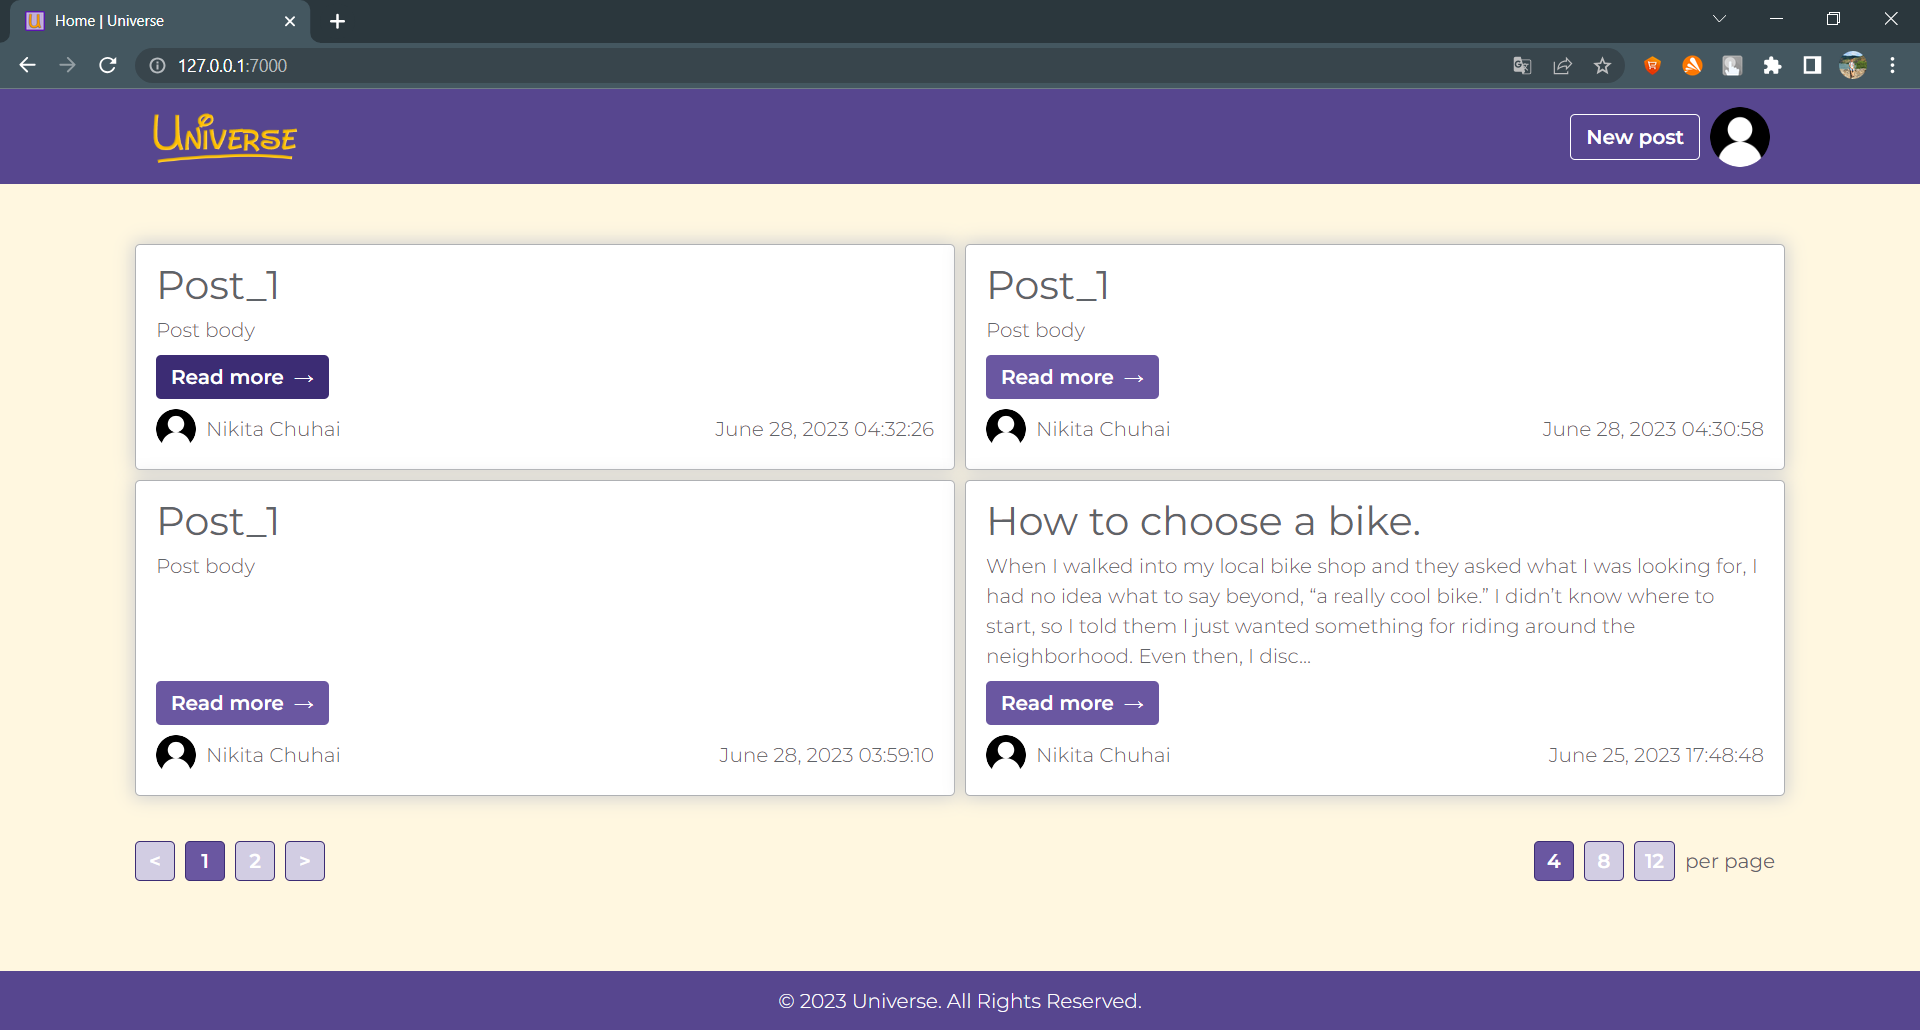 Home | Universe
127.0.0.1:7000
UNIVERSE
New post
Post_1
Post body
Read more →
Nikita Chuhai
June 28, 2023 04:32:26
Post_1
Post body
Read more →
Nikita Chuhai
June 28, 2023 04:30:58
Post_1
Post body
Read more →
Nikita Chuhai
June 28, 2023 03:59:10
How to choose a bike.
When I walked into my local bike shop and they asked what I was looking for, I
had no idea what to say beyond, “a really cool bike.” I didn’t know where to
start, so I told them I just wanted something for riding around the
neighborhood. Even then, I disc...
Read more →
Nikita Chuhai
June 25, 2023 17:48:48
< 1 2 >
4 8 12 per page
© 2023 Universe. All Rights Reserved.